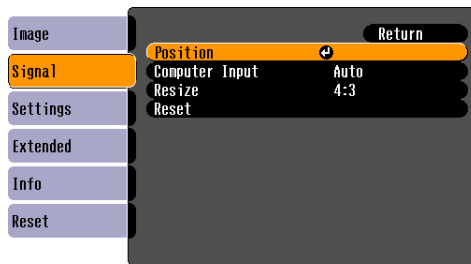 Image
Signal
Settings
Extended
Info
Reset
Return
Position
Computer Input Auto
Resize 4:3
Reset